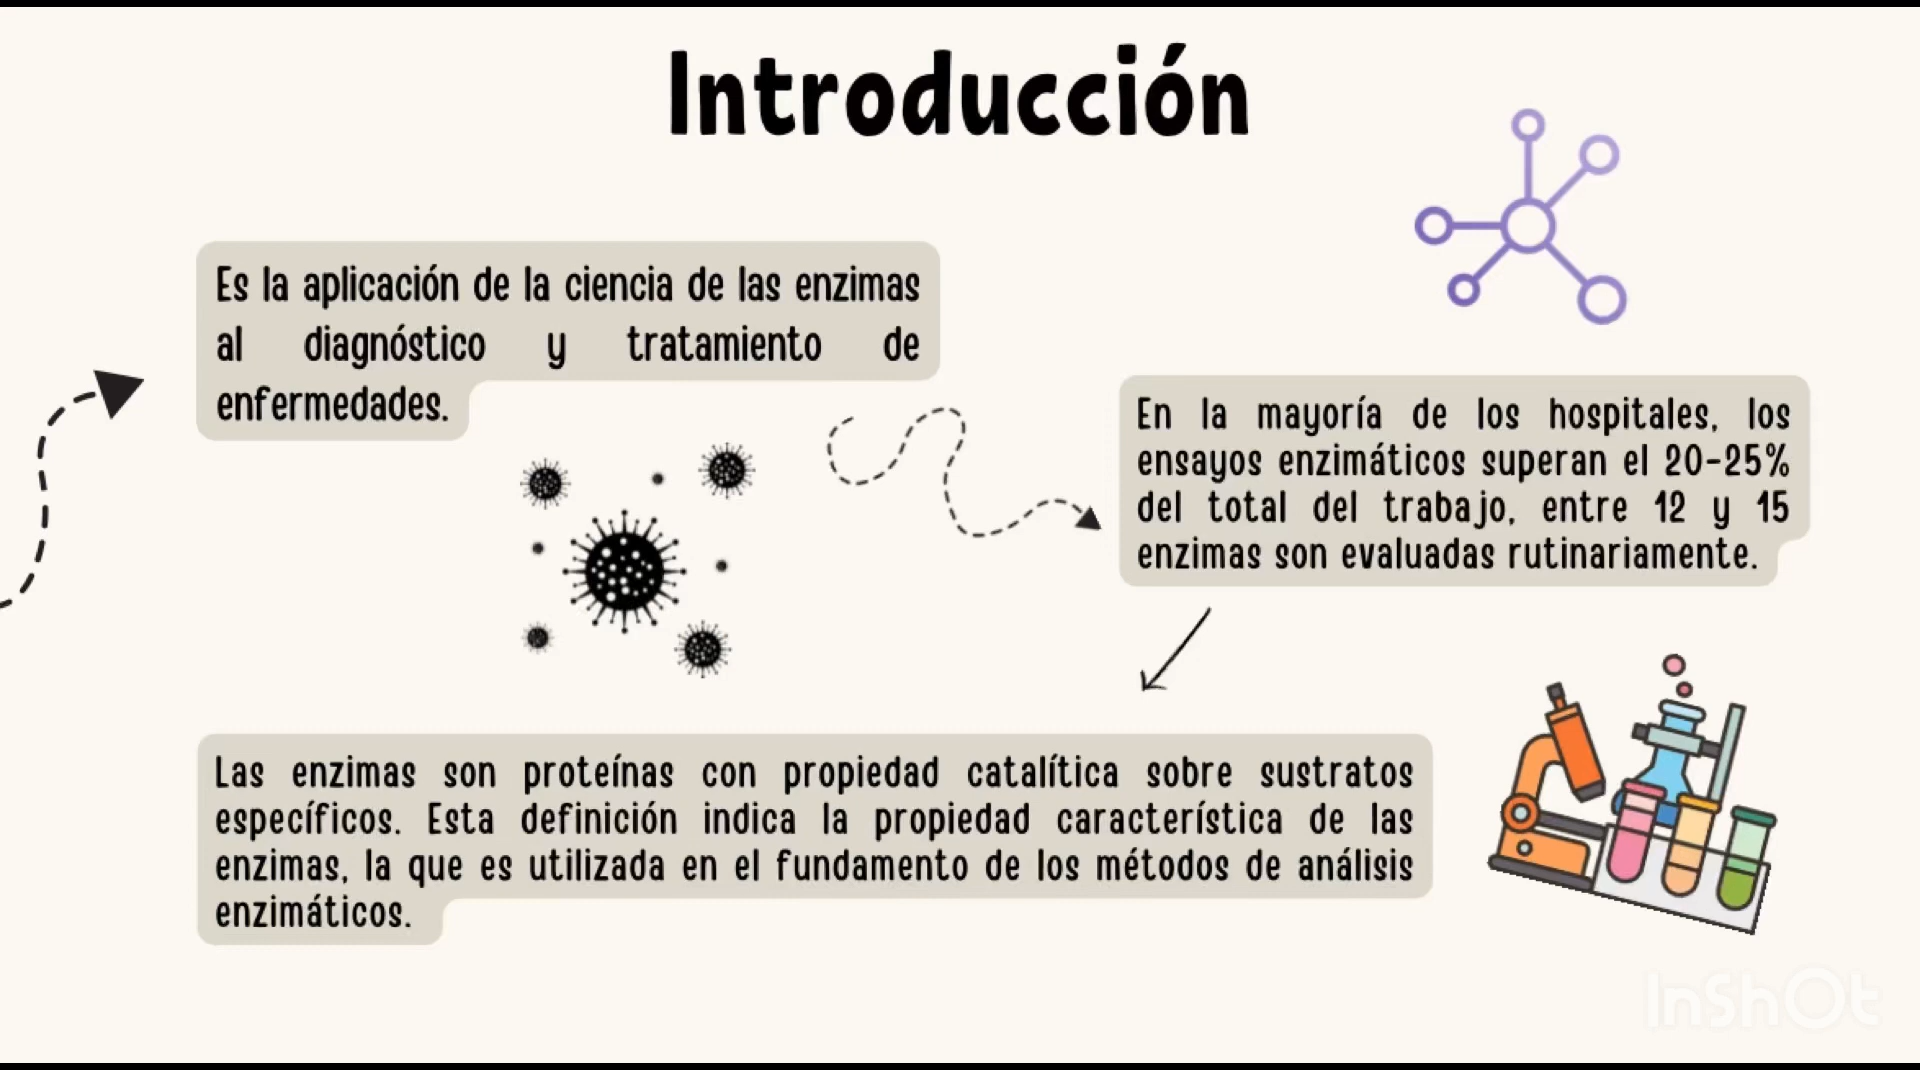 Introducción
Es la aplicación de la ciencia de las enzimas
al diagnóstico y tratamiento de
enfermedades.
En la mayoría de los hospitales, los
ensayos enzimáticos superan el 20-25%
del total del trabajo, entre 12 y 15
enzimas son evaluadas rutinariamente.
Las enzimas son proteínas con propiedad catalítica sobre sustratos
específicos. Esta definición indica la propiedad característica de las
enzimas, la que es utilizada en el fundamento de los métodos de análisis
enzimáticos.
InShOt